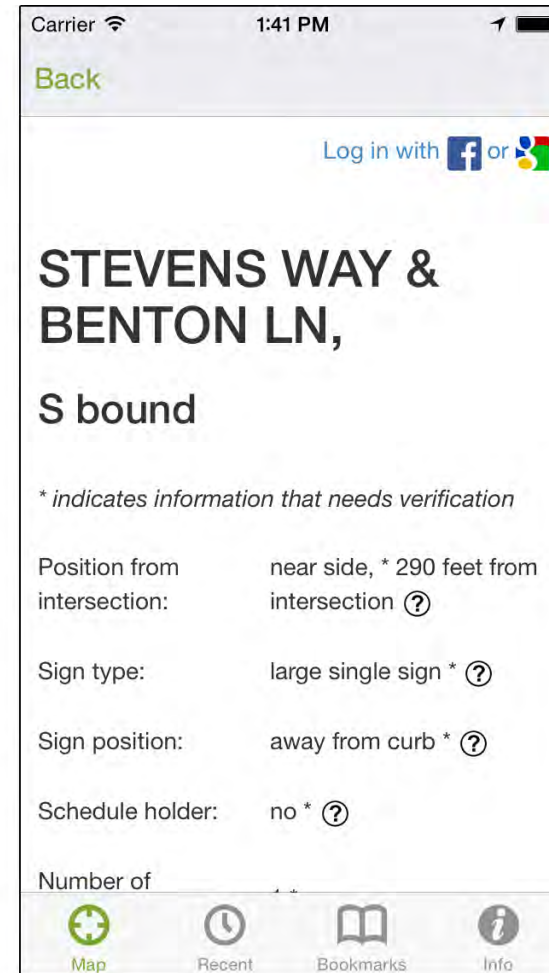 Carrier 1:41 PM
Back
Log in with f or g
STEVENS WAY &
BENTON LN,
S bound
* indicates information that needs verification
Position from near side, * 290 feet from
intersection: intersection ?
Sign type: large single sign * ?
Sign position: away from curb * ?
Schedule holder: no * ?
Number of
Map Recent Bookmarks Info